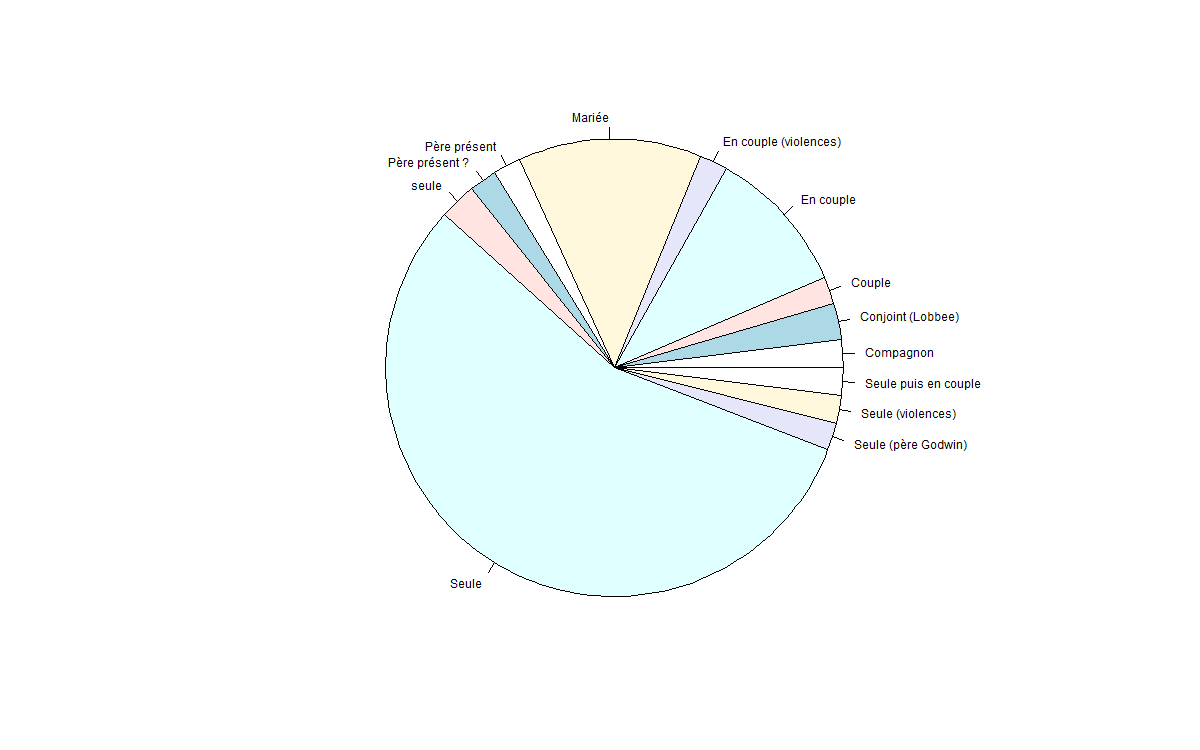 Mariée
En couple (violences)
Père présent
Père présent ?
seule
En couple
Couple
Conjoint (Lobbee)
Compagnon
Seule puis en couple
Seule (violences)
Seule (père Godwin)
Seule